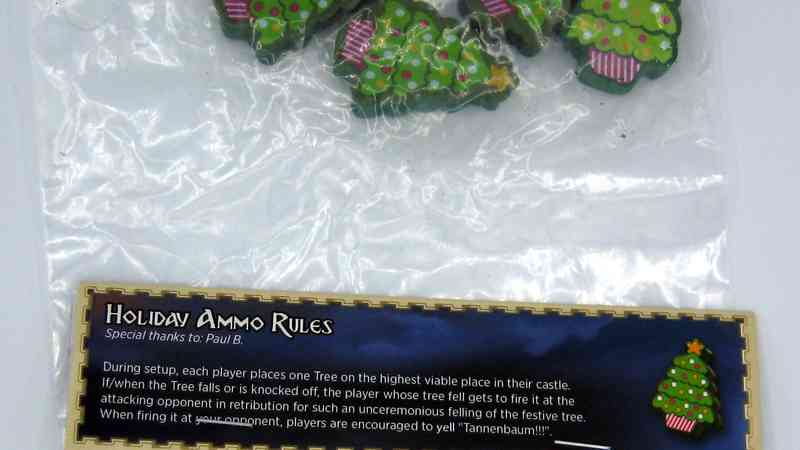 Holiday Ammo Rules
Special thanks to: Paul B.
During setup, each player places one Tree on the highest viable place in their castle.
If/when the Tree falls or is knocked off, the player whose tree fell gets to fire it at the
attacking opponent in retribution for such an unceremonious felling of the festive tree.
When firing it at your opponent, players are encouraged to yell "Tannenbaum!!!".